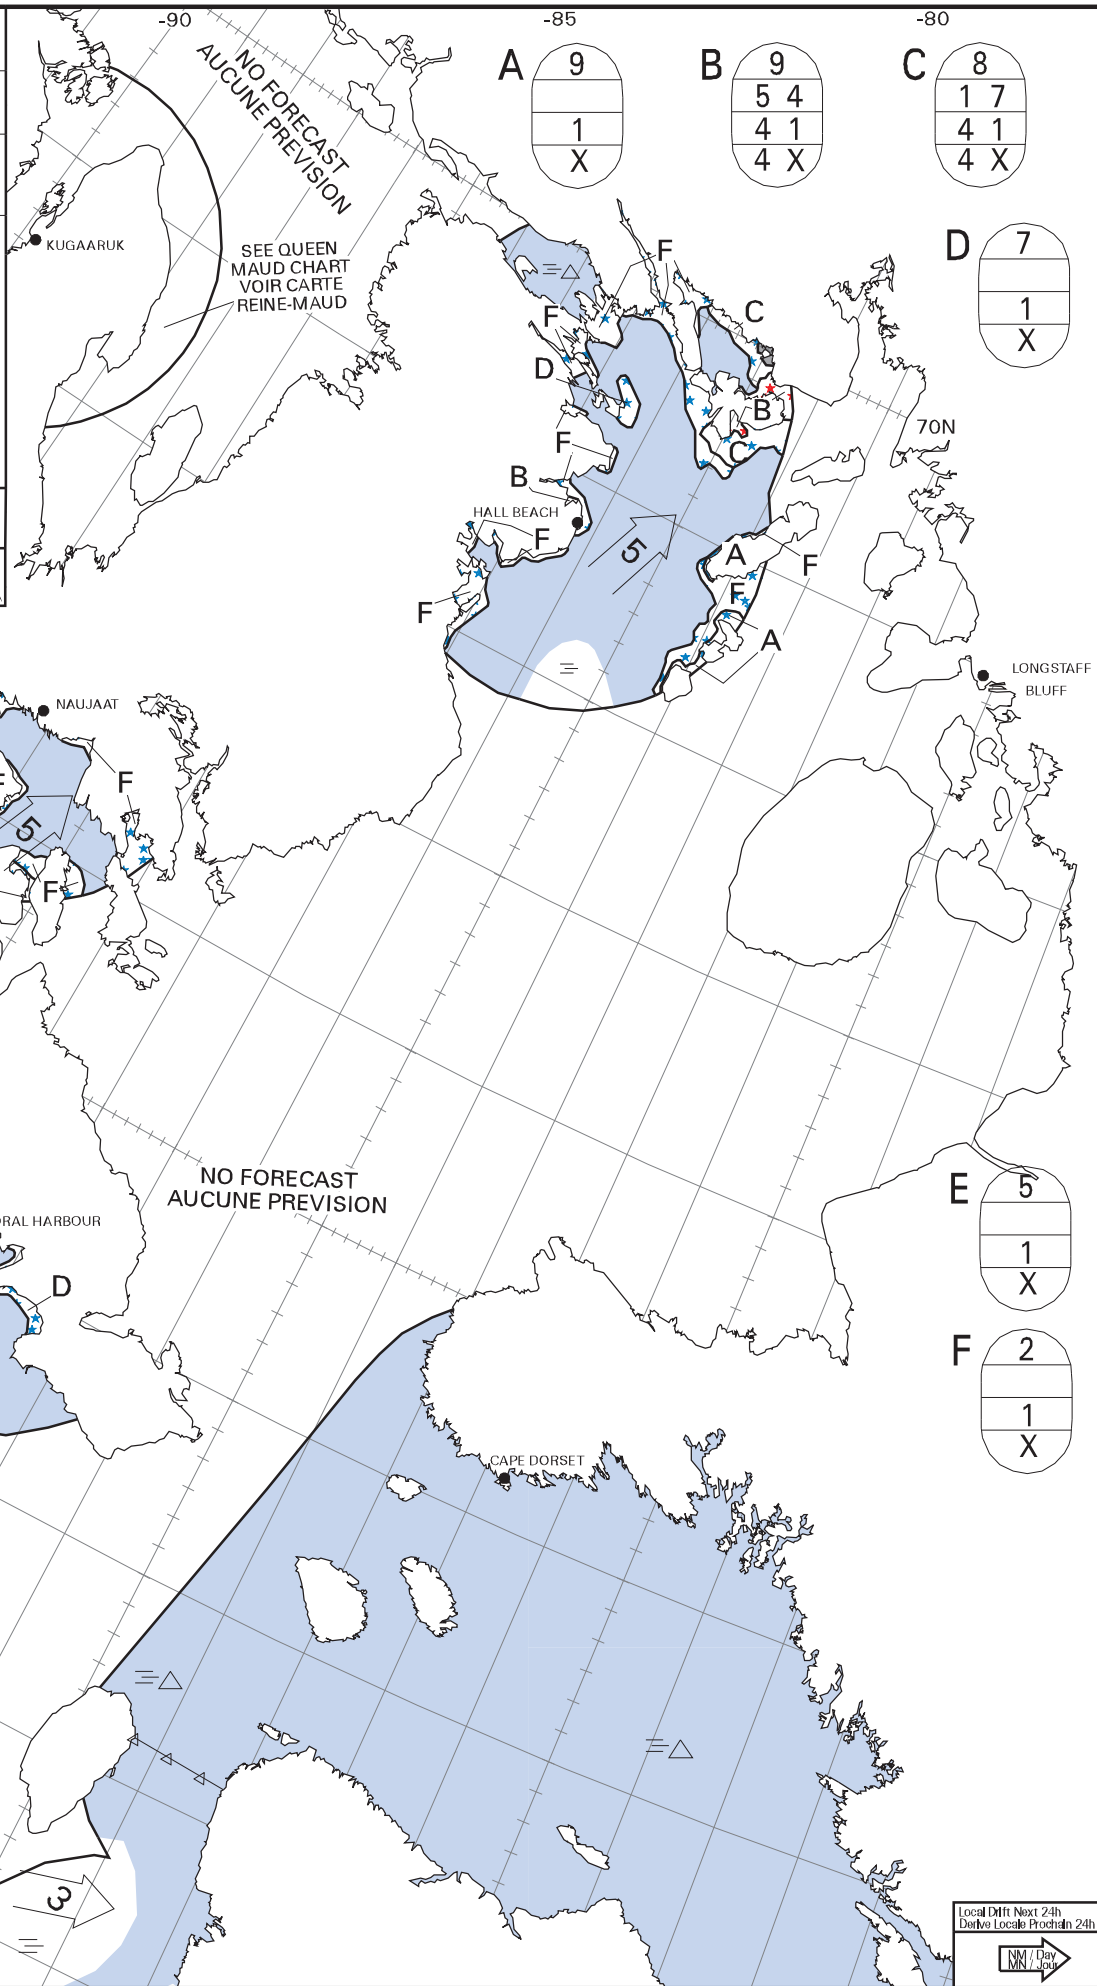 -90
-85
-80
NO FORECAST
AUCUNE PREVISION
A
9
1
X
B
9
5 4
4 1
4 X
C
8
1 7
4 1
4 X
D
7
1
X
KUGAARUK
SEE QUEEN
MAUD CHART
VOIR CARTE
REINE-MAUD
F
F
C
D
B
70N
F
C
B
HALL BEACH
F
5
A
F
F
F
A
LONGSTAFF
BLUFF
NAUJAAT
F
5
F
NO FORECAST
AUCUNE PREVISION
E
5
1
X
ORAL HARBOUR
D
F
2
1
X
CAPE DORSET
3
Local Drift Next 24h
Derive Locale Prochain 24h
NM / Day
MN / Jour